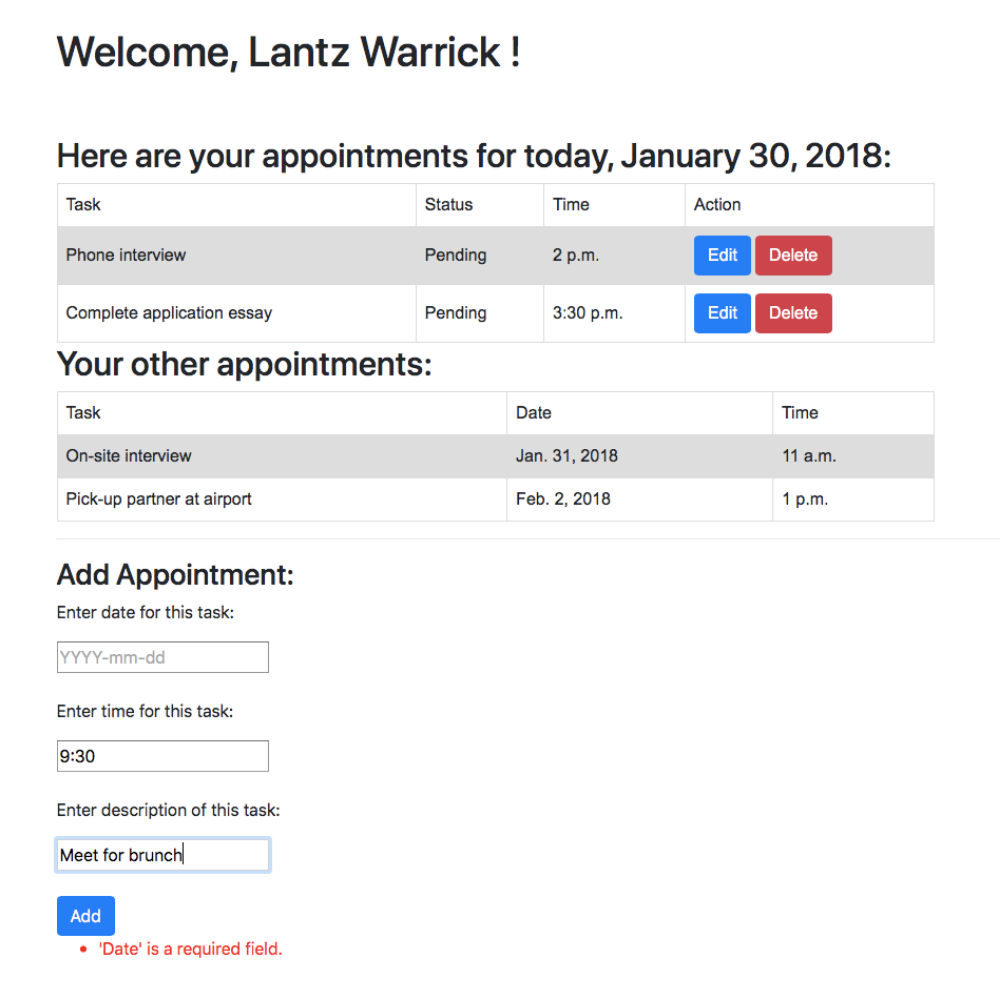 Welcome, Lantz Warrick !
Here are your appointments for today, January 30, 2018:
Task Status Time Action
Phone interview Pending 2 p.m. Edit Delete
Complete application essay Pending 3:30 p.m. Edit Delete
Your other appointments:
Task Date Time
On-site interview Jan. 31, 2018 11 a.m.
Pick-up partner at airport Feb. 2, 2018 1 p.m.
Add Appointment:
Enter date for this task:
YYYY-mm-dd
Enter time for this task:
9:30
Enter description of this task:
Meet for brunch
Add
• 'Date' is a required field.